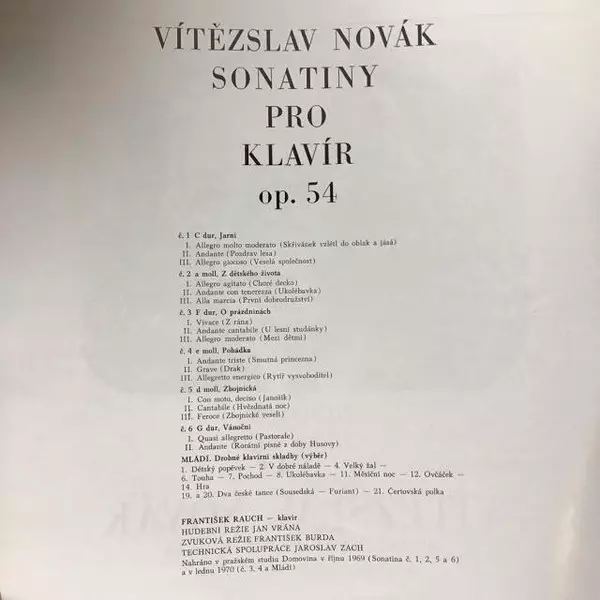 VÍTĚZSLAV NOVÁK
SONATINY
PRO
KLAVÍR
op. 54
č. 1 C dur, Jarní
I. Allegro molto moderato (Skřivánek vzlétl do oblak a jásá)
II. Andante (Pozdrav lesa)
III. Allegro giocoso (Veselá společnost)
č. 2 a moll, Z dětského života
I. Allegro agitato (Choré děcko)
II. Andante con tenerezza (Ukolébavka)
III. Alla marcia (První dobrodružství)
č. 3 F dur, O prázdninách
I. Vivace (Z rána)
II. Andante cantabile (U lesní studánky)
III. Allegro moderato (Mezi dětmi)
č. 4 e moll, Pohádka
I. Andante triste (Smutná princezna)
II. Grave (Drak)
III. Allegretto energico (Rytíř vysvoboditel)
č. 5 d moll, Zbojnická
I. Con moto, deciso (Janošík)
II. Cantabile (Hvězdnatá noc)
III. Feroce (Zbojnické veselí)
č. 6 G dur, Vánoční
I. Quasi allegretto (Pastorale)
II. Andante (Rorátní písně z doby Husovy)
MLÁDÍ. Drobné klavírní skladby (výběr)
1. Dětský popěvek — 2. V dobré náladě — 4. Velký žal —
6. Touha — 7. Pochod — 8. Ukolébavka — 11. Měsíční noc — 12. Ovčáček —
14. Hra
19. a 20. Dva české tance (Sousedská — Furiant) — 21. Čertovská polka
FRANTIŠEK RAUCH — klavír
HUDEBNÍ REŽIE JAN VRÁNA
ZVUKOVÁ REŽIE FRANTIŠEK BURDA
TECHNICKÁ SPOLUPRÁCE JAROSLAV ZACH
Nahráno v pražském studiu Domovina v říjnu 1969 (Sonatina č. 1, 2, 5 a 6)
a v lednu 1970 (č. 3, 4 a Mládí)